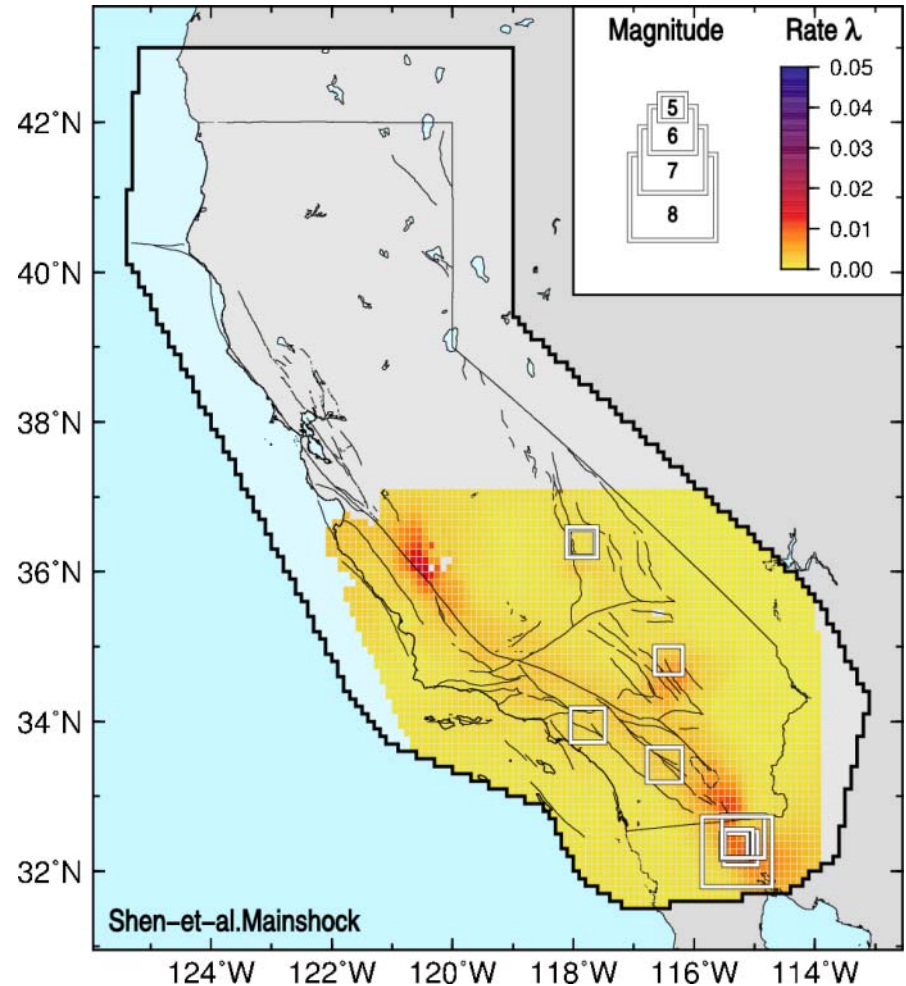 Magnitude Rate λ
5
6
7
8
0.05
0.04
0.03
0.02
0.01
0.00
42°N
40°N
38°N
36°N
34°N
32°N
Shen-et-al.Mainshock
124°W 122°W 120°W 118°W 116°W 114°W